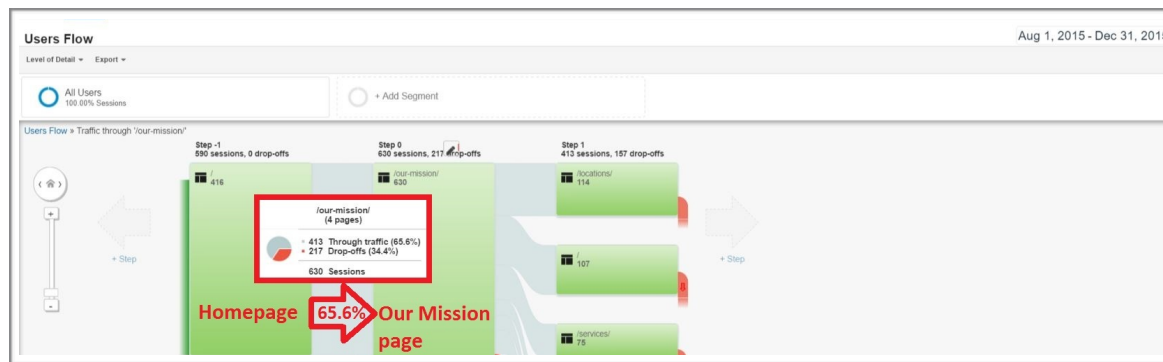 Users Flow
Aug 1, 2015 - Dec 31, 2015
Level of Detail Export
All Users
100.00% Sessions
+ Add Segment
Users Flow » Traffic through '/our-mission/'
Step -1
590 sessions, 0 drop-offs
Step 0
630 sessions, 217 drop-offs
Step 1
413 sessions, 157 drop-offs
/
416
/our-mission/
630
/locations/
114
/our-mission/
(4 pages)
413 Through traffic (65.6%)
217 Drop-offs (34.4%)
630 Sessions
+ Step
/
107
+ Step
Homepage
65.6%
Our Mission
page
/services/
75